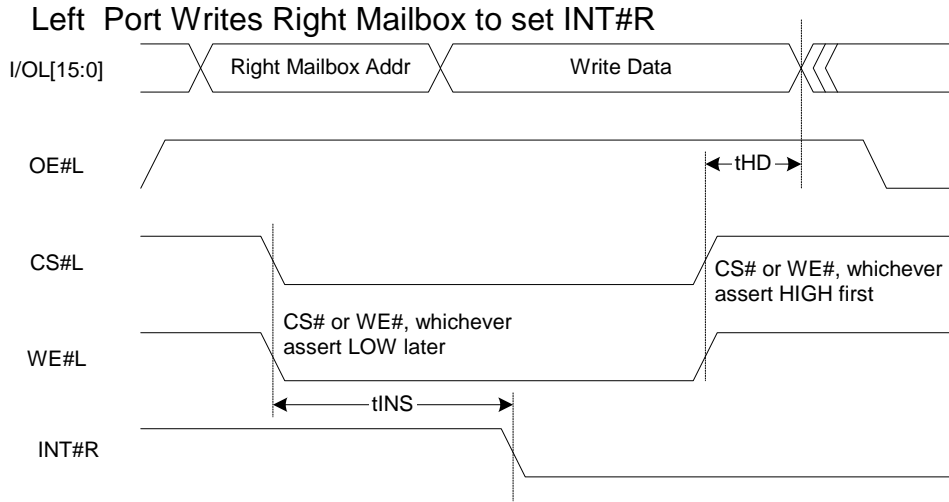 Left Port Writes Right Mailbox to set INT#R
I/OL[15:0]
Right Mailbox Addr
Write Data
OE#L
tHD
CS#L
CS# or WE#, whichever
assert HIGH first
CS# or WE#, whichever
assert LOW later
WE#L
tINS
INT#R